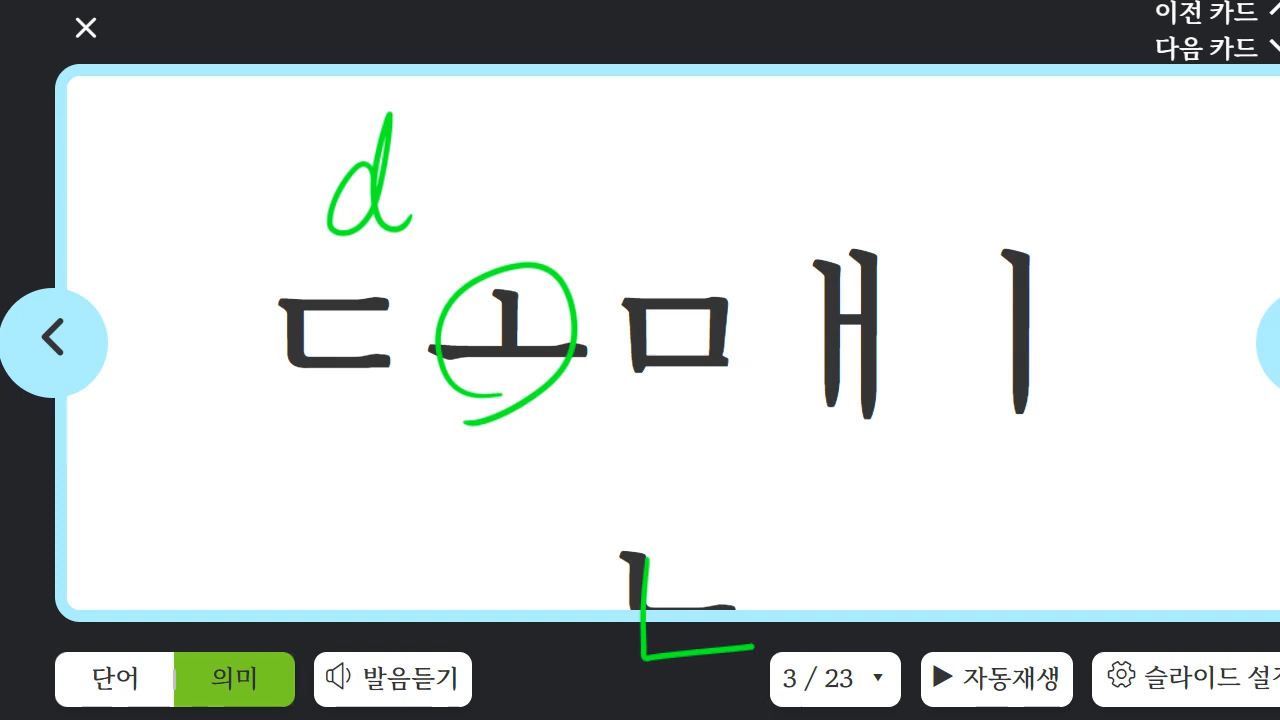 이전 카드
다음 카드
d
ㄷㅗㅁㅐㅣ
ㄴ
단어 의미 발음듣기 3 / 23 자동재생 슬라이드 설